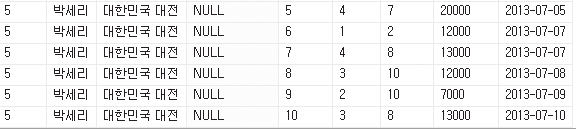 5 박세리 대한민국 대전 NULL 5 4 7 20000 2013-07-05
5 박세리 대한민국 대전 NULL 6 1 2 12000 2013-07-07
5 박세리 대한민국 대전 NULL 7 4 8 13000 2013-07-07
5 박세리 대한민국 대전 NULL 8 3 10 12000 2013-07-08
5 박세리 대한민국 대전 NULL 9 2 10 7000 2013-07-09
5 박세리 대한민국 대전 NULL 10 3 8 13000 2013-07-10